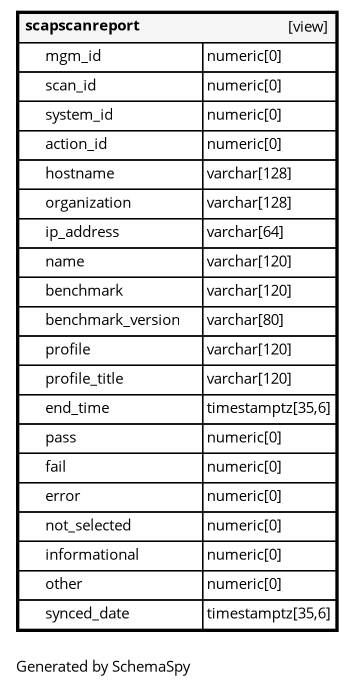 scapscanreport [view]
mgm_id numeric[0]
scan_id numeric[0]
system_id numeric[0]
action_id numeric[0]
hostname varchar[128]
organization varchar[128]
ip_address varchar[64]
name varchar[120]
benchmark varchar[120]
benchmark_version varchar[80]
profile varchar[120]
profile_title varchar[120]
end_time timestamptz[35,6]
pass numeric[0]
fail numeric[0]
error numeric[0]
not_selected numeric[0]
informational numeric[0]
other numeric[0]
synced_date timestamptz[35,6]
Generated by SchemaSpy